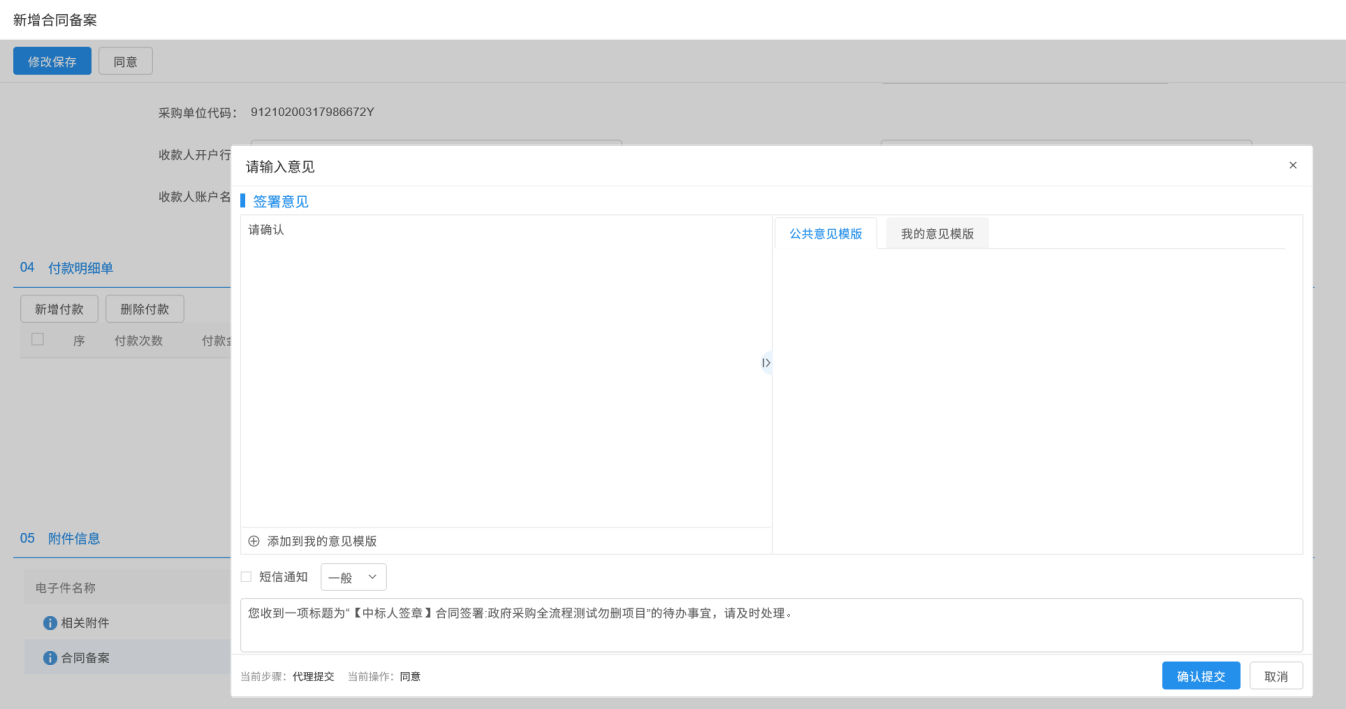 新增合同备案
修改保存 同意
采购单位代码： 91210200317986672Y
收款人开户行
收款人账户名
请输入意见 ×
签署意见
请确认
公共意见模版 我的意见模版
04 付款明细单
新增付款 删除付款
序 付款次数 付款
添加到我的意见模版
05 附件信息
电子件名称
相关附件
合同备案
短信通知 一般
您收到一项标题为“【中标人签章】合同签署:政府采购全流程测试勿删项目”的待办事宜，请及时处理。
当前步骤：代理提交 当前操作：同意
确认提交 取消